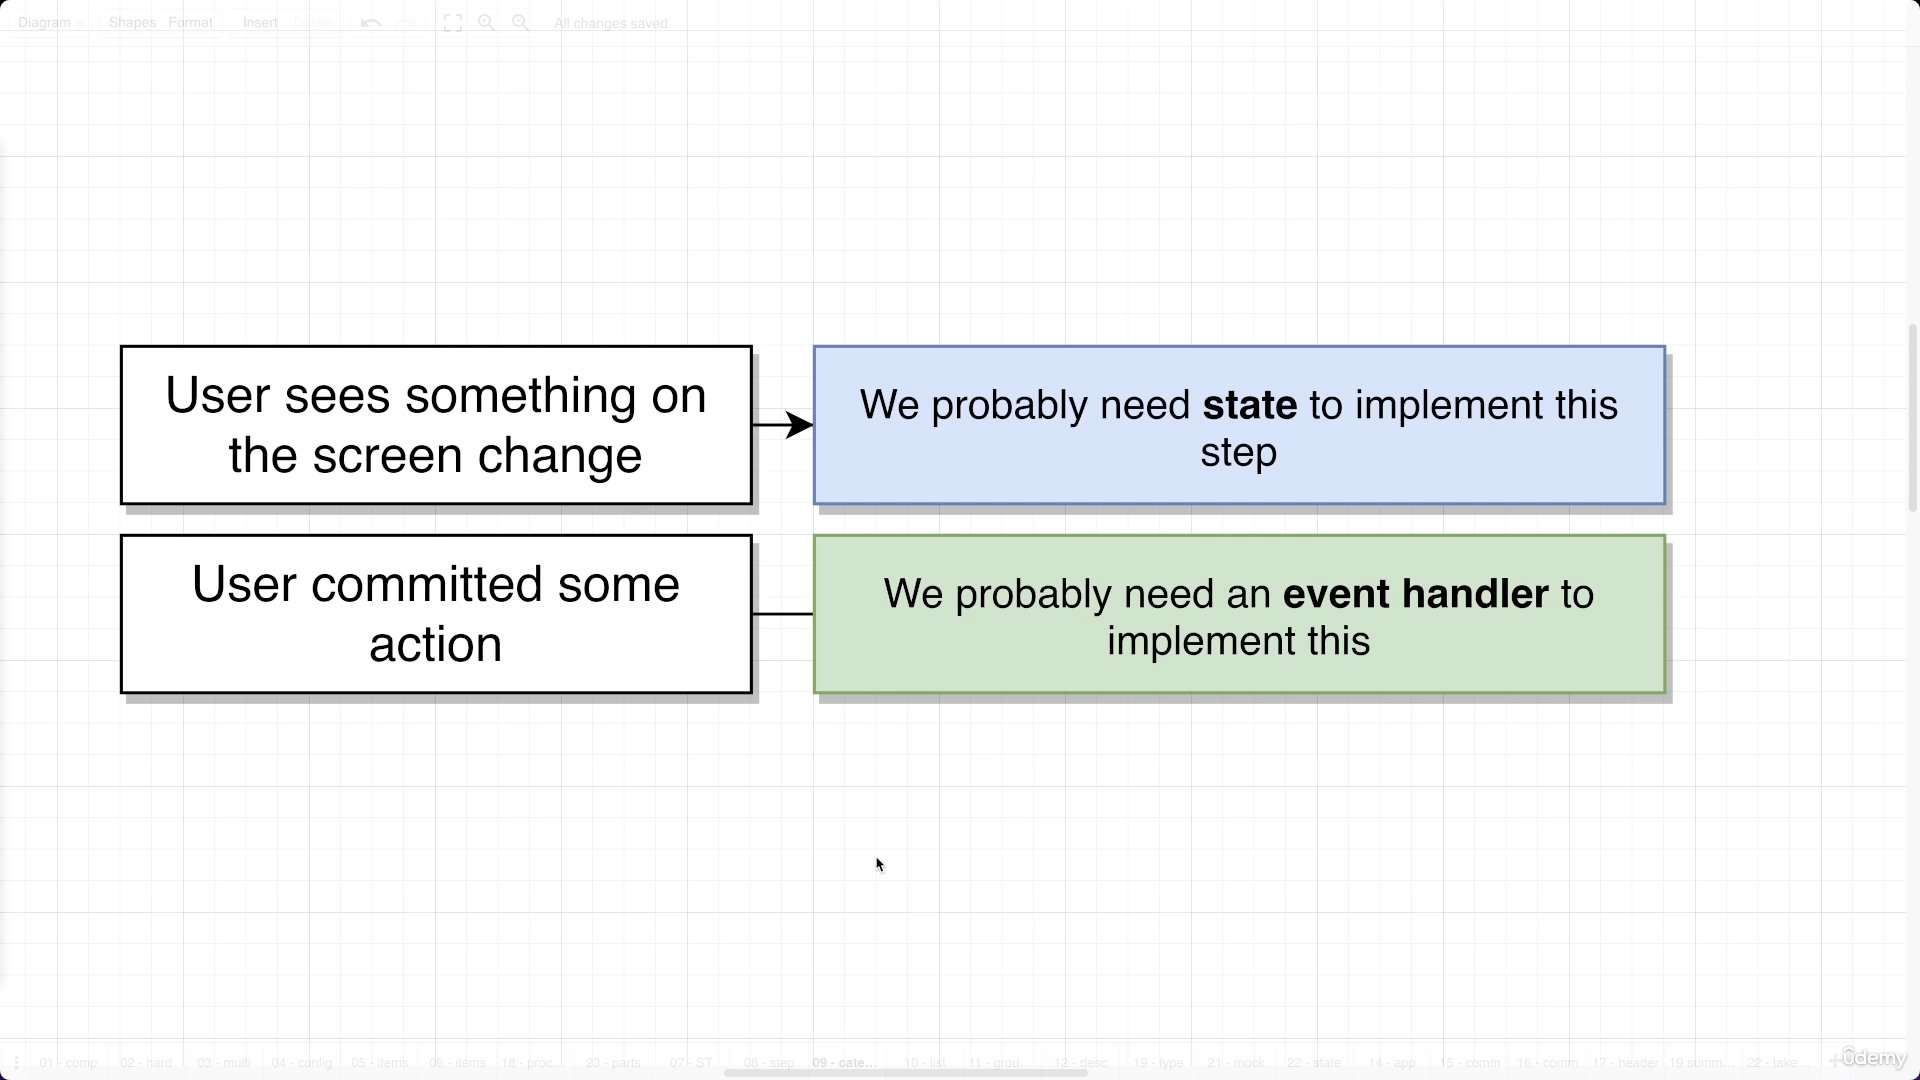 Diagram
Shapes
Format
Insert
Delete
All changes saved
User sees something on
the screen change
We probably need state to implement this
step
User committed some
action
We probably need an event handler to
implement this
01 - comp
02 - hard
03 - multi
04 - config
05 - items
06 - items
18 - proc...
23 - parts
07 - ST
08 - step
09 - cate...
10 - list
11 - grou...
12 - desc
19 - type
21 - mock
22 - state
14 - app
15 - comm
16 - comm
17 - header
19 summ...
22 - take...
ûdemy